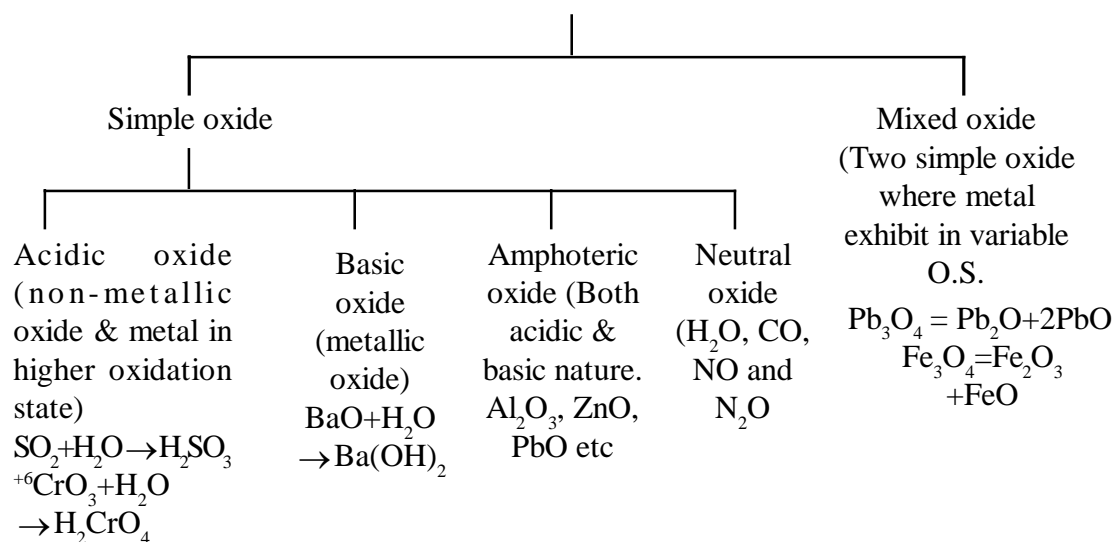 Simple oxide
Mixed oxide
(Two simple oxide
where metal
exhibit in variable
O.S.
Pb₃O₄ = Pb₂O+2PbO
Fe₃O₄=Fe₂O₃
+FeO
Acidic oxide
(non-metallic
oxide & metal in
higher oxidation
state)
SO₂+H₂O→H₂SO₃
⁺⁶CrO₃+H₂O
→H₂CrO₄
Basic
oxide
(metallic
oxide)
BaO+H₂O
→Ba(OH)₂
Amphoteric
oxide (Both
acidic &
basic nature.
Al₂O₃, ZnO,
PbO etc
Neutral
oxide
(H₂O, CO,
NO and
N₂O